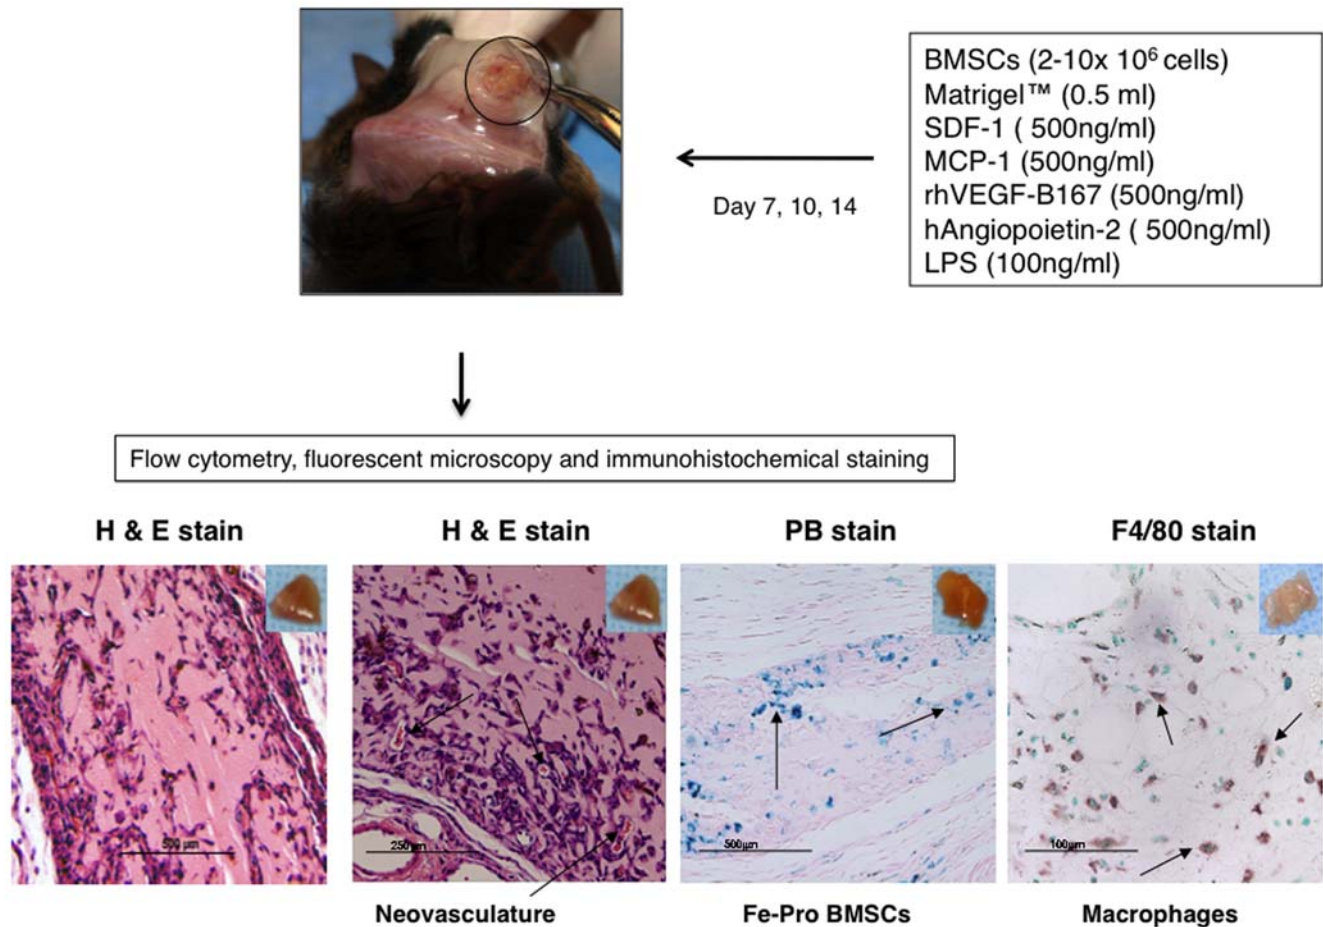 BMSCs (2-10x 10⁶ cells)
Matrigel™ (0.5 ml)
SDF-1 ( 500ng/ml)
MCP-1 (500ng/ml)
rhVEGF-B167 (500ng/ml)
hAngiopoietin-2 ( 500ng/ml)
LPS (100ng/ml)
Day 7, 10, 14
Flow cytometry, fluorescent microscopy and immunohistochemical staining
H & E stain
H & E stain
PB stain
F4/80 stain
500µm
250µm
500µm
100µm
Neovasculature
Fe-Pro BMSCs
Macrophages